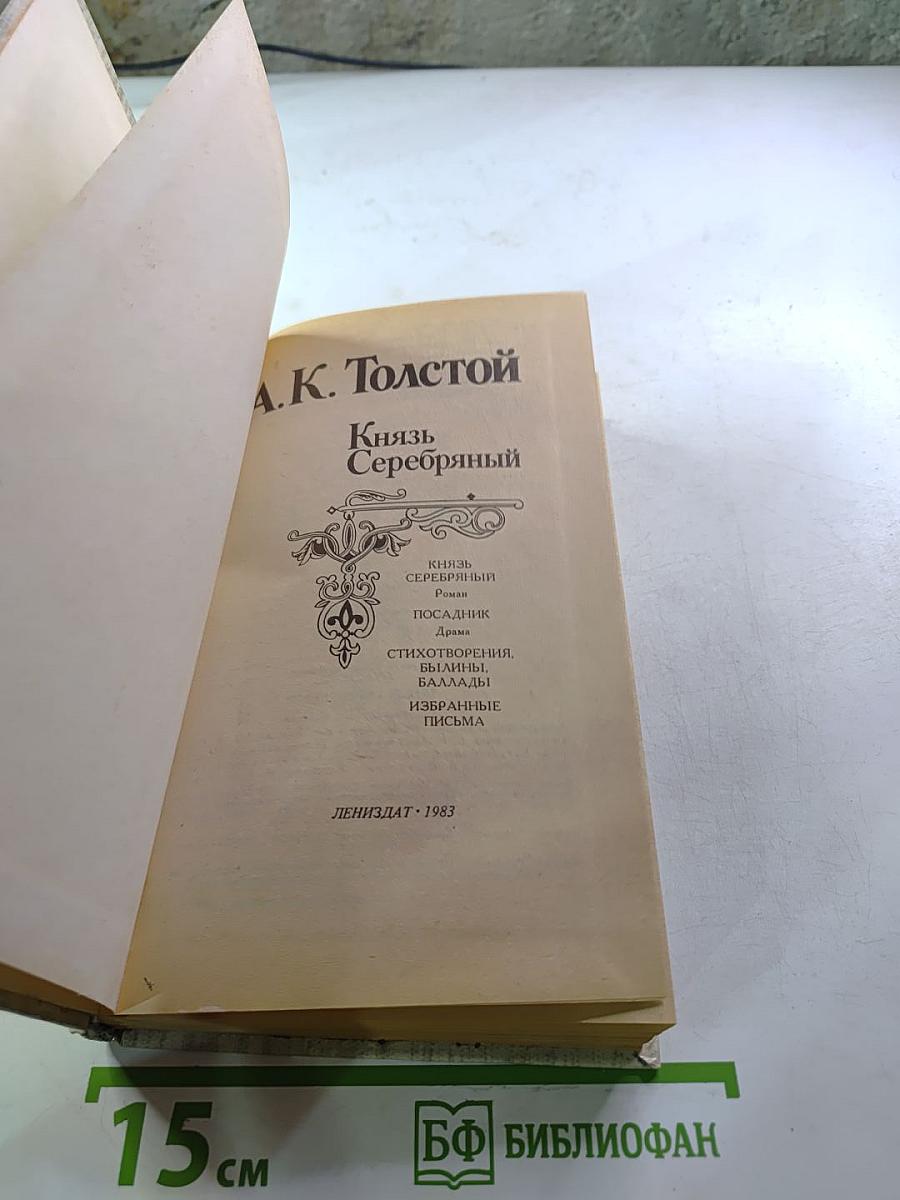 А.К. Толстой
Князь
Серебряный
КНЯЗЬ
СЕРЕБРЯНЫЙ
Роман
ПОСАДНИК
Драма
СТИХОТВОРЕНИЯ,
БЫЛИНЫ,
БАЛЛАДЫ
ИЗБРАННЫЕ
ПИСЬМА
ЛЕНИЗДАТ • 1983
15 см
БФ БИБЛИОФАН